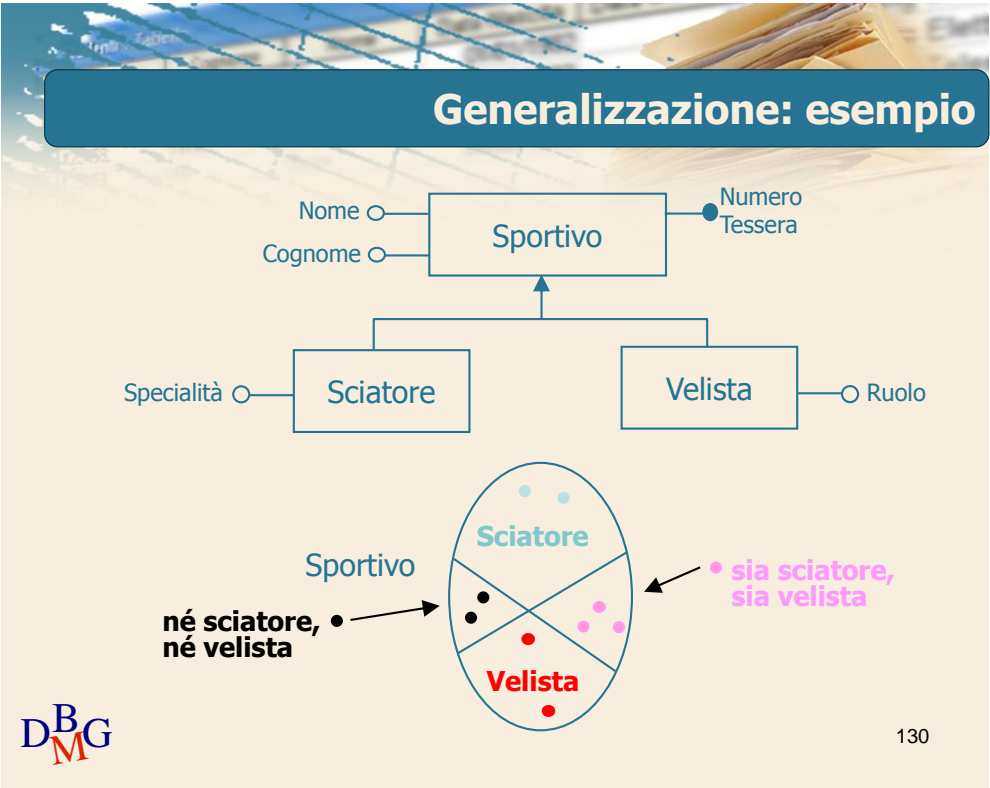 Generalizzazione: esempio
Nome
Numero
Tessera
Sportivo
Cognome
Specialità
Sciatore
Velista
Ruolo
Sciatore
Sportivo
sia sciatore,
sia velista
né sciatore,
né velista
Velista
DBMG
130